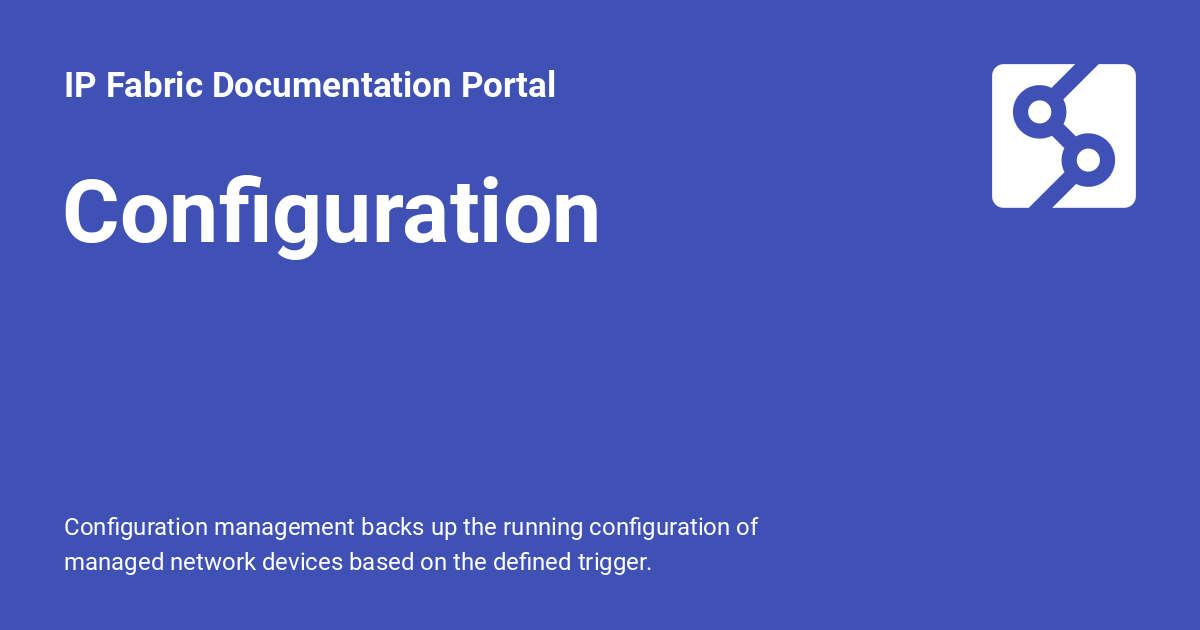 IP Fabric Documentation Portal
Configuration
Configuration management backs up the running configuration of
managed network devices based on the defined trigger.